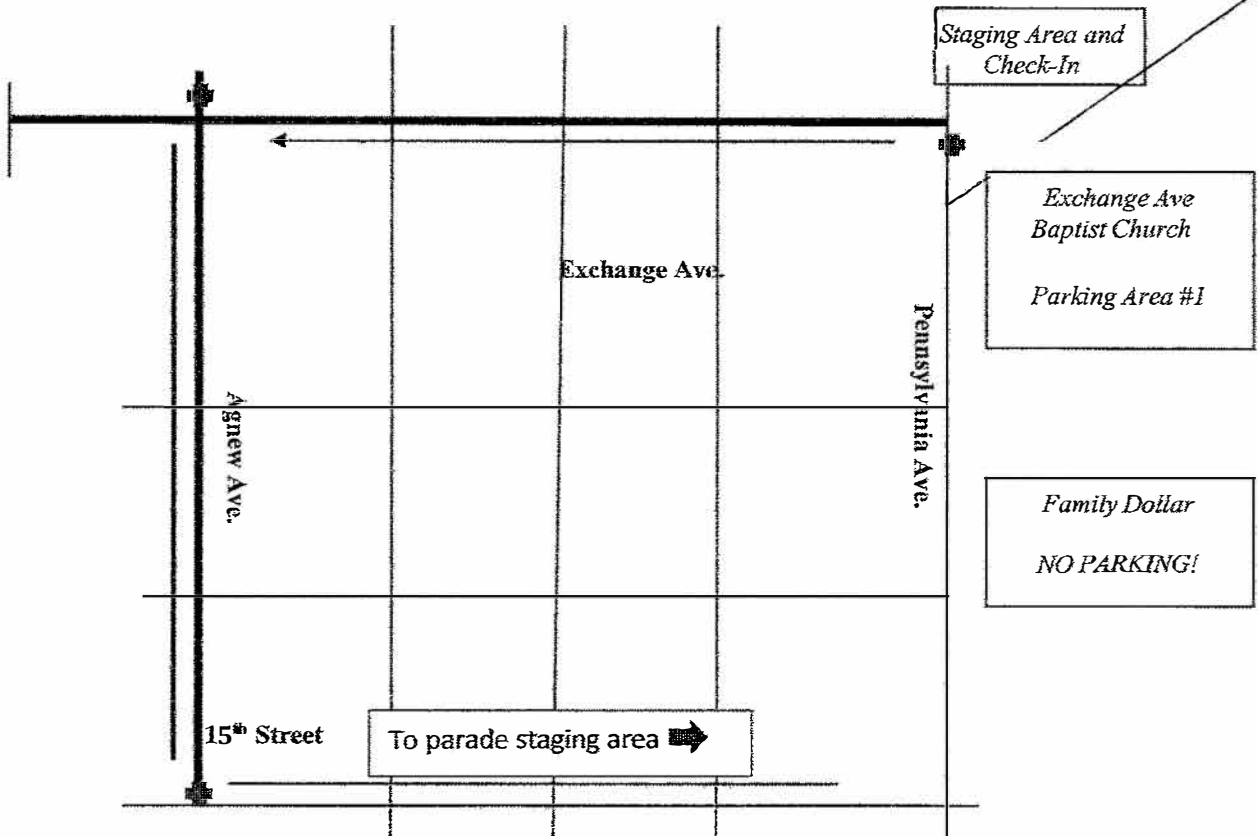 Staging Area and
Check-In
Exchange Ave
Baptist Church
Parking Area #1
Exchange Ave.
Pennsylvania Ave.
Agnew Ave.
Family Dollar
NO PARKING!
15th Street
To parade staging area